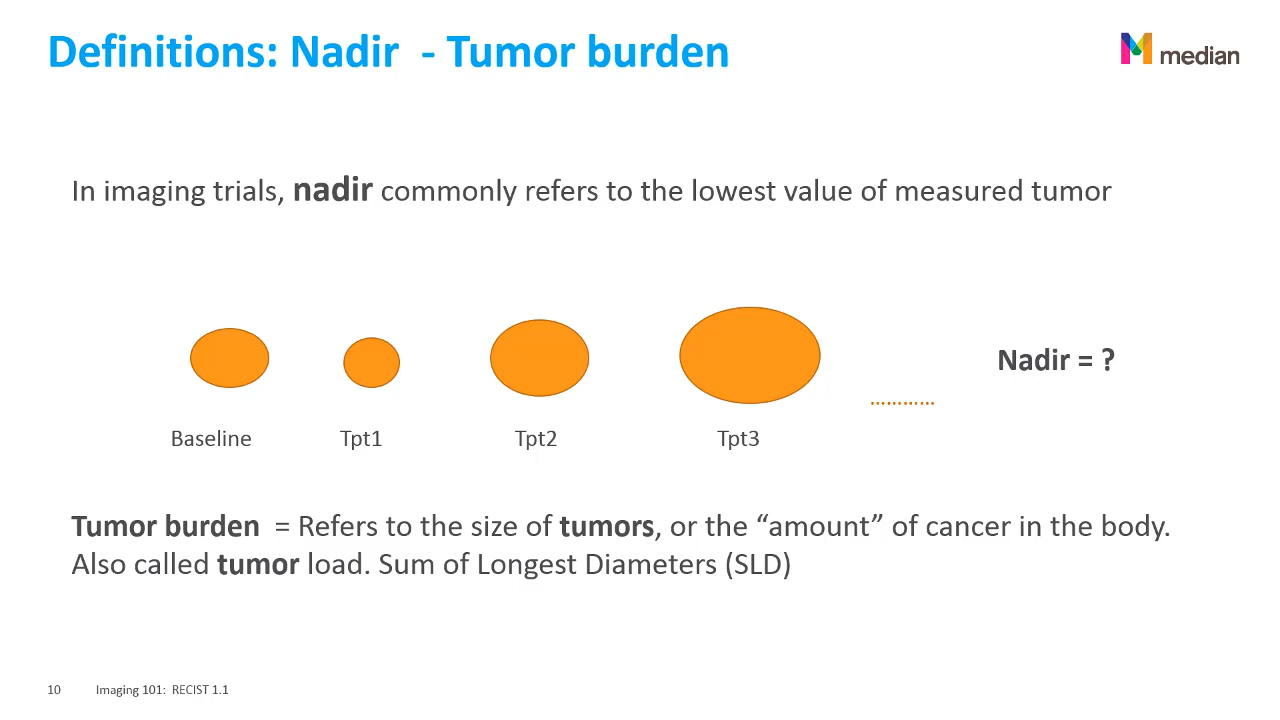 Definitions: Nadir - Tumor burden
median
In imaging trials, nadir commonly refers to the lowest value of measured tumor
Nadir = ?
…………
Baseline Tpt1 Tpt2 Tpt3
Tumor burden = Refers to the size of tumors, or the “amount” of cancer in the body.
Also called tumor load. Sum of Longest Diameters (SLD)
10 Imaging 101: RECIST 1.1